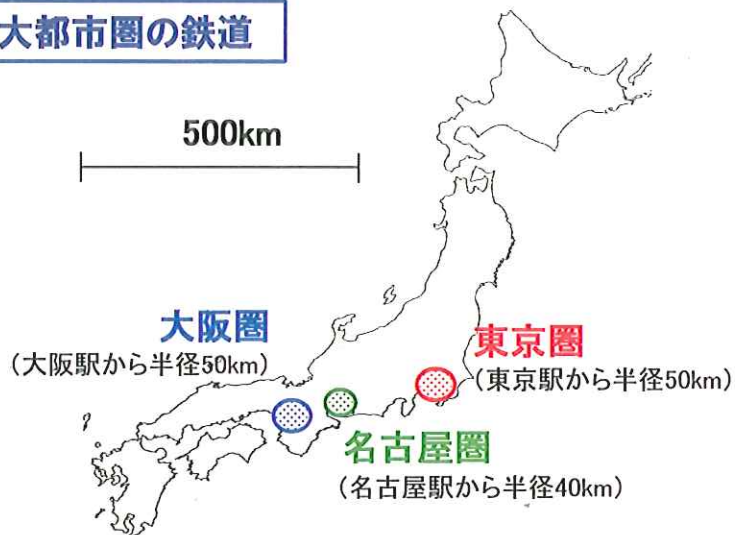 大都市圏の鉄道
500km
大阪圏
(大阪駅から半径50km)
東京圏
(東京駅から半径50km)
名古屋圏
(名古屋駅から半径40km)